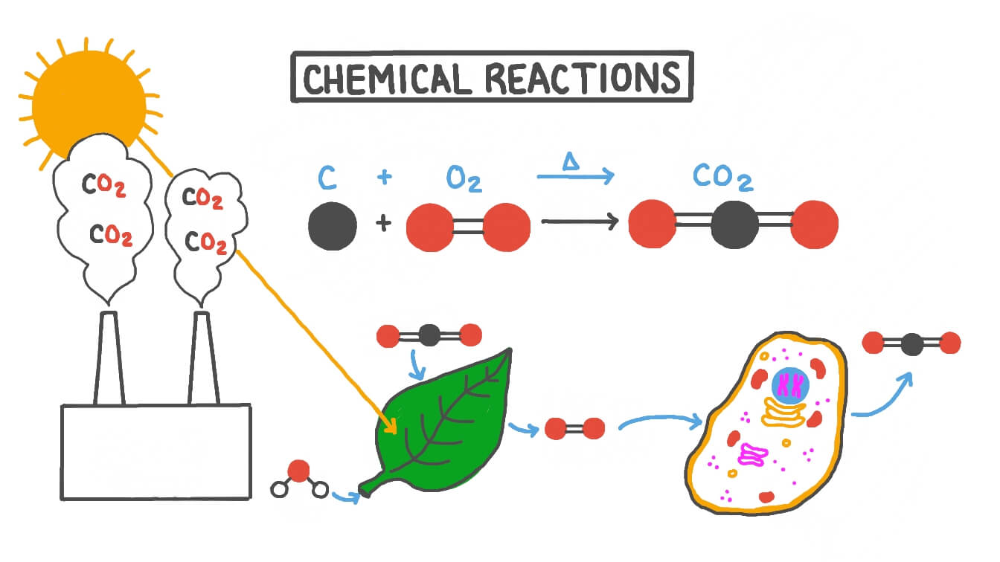 CHEMICAL REACTIONS
Δ
C + O2 → CO2
+ →
CO2
CO2
CO2
CO2